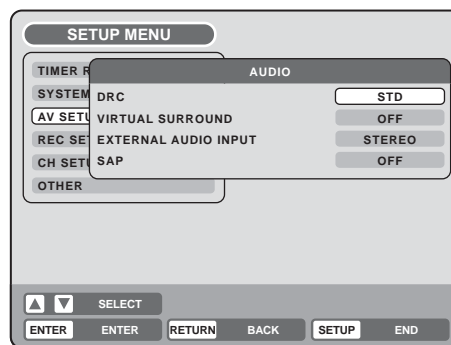 SETUP MENU
TIMER R
SYSTEM
AV SETU
REC SET
CH SETU
OTHER
AUDIO
DRC STD
VIRTUAL SURROUND OFF
EXTERNAL AUDIO INPUT STEREO
SAP OFF
▲ ▼ SELECT
ENTER ENTER RETURN BACK SETUP END